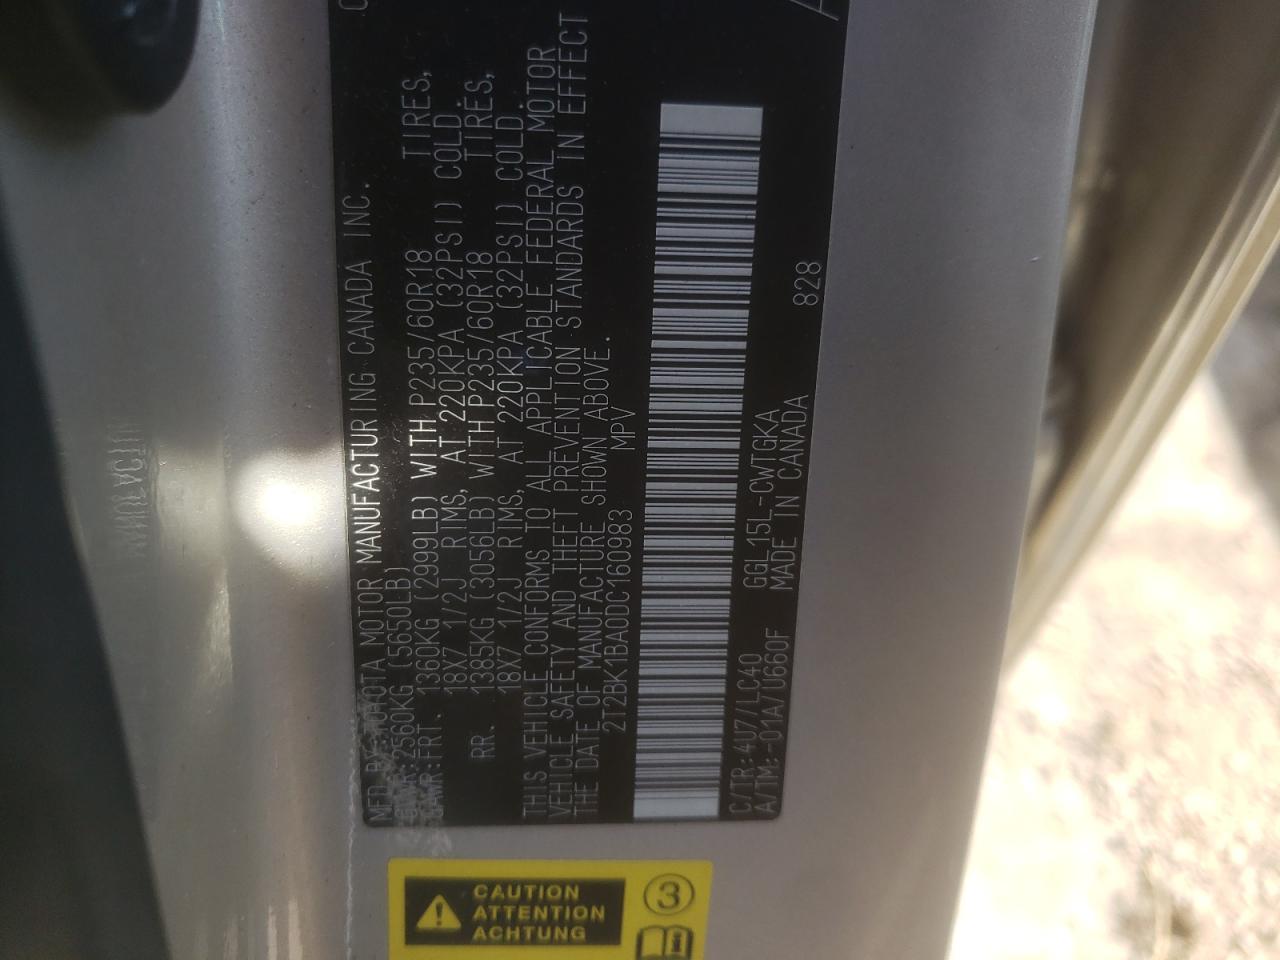 MFD.BY:TOYOTA MOTOR MANUFACTURING CANADA INC.
GVWR:2560KG (5650LB)
GAWR:FRT. 1360KG (2999LB) WITH P235/60R18 TIRES,
18X7 1/2J RIMS, AT 220KPA (32PSI) COLD.
RR. 1385KG (3056LB) WITH P235/60R18 TIRES,
18X7 1/2J RIMS, AT 220KPA (32PSI) COLD.
THIS VEHICLE CONFORMS TO ALL APPLICABLE FEDERAL MOTOR
VEHICLE SAFETY AND THEFT PREVENTION STANDARDS IN EFFECT
THE DATE OF MANUFACTURE SHOWN ABOVE.
2T2BK1BA0DC160983 MPV
C/TR:4U7/LC40 GGL15L-CWTGKA 828
A/TM:-01A/U660F MADE IN CANADA
CAUTION
ATTENTION
ACHTUNG
3